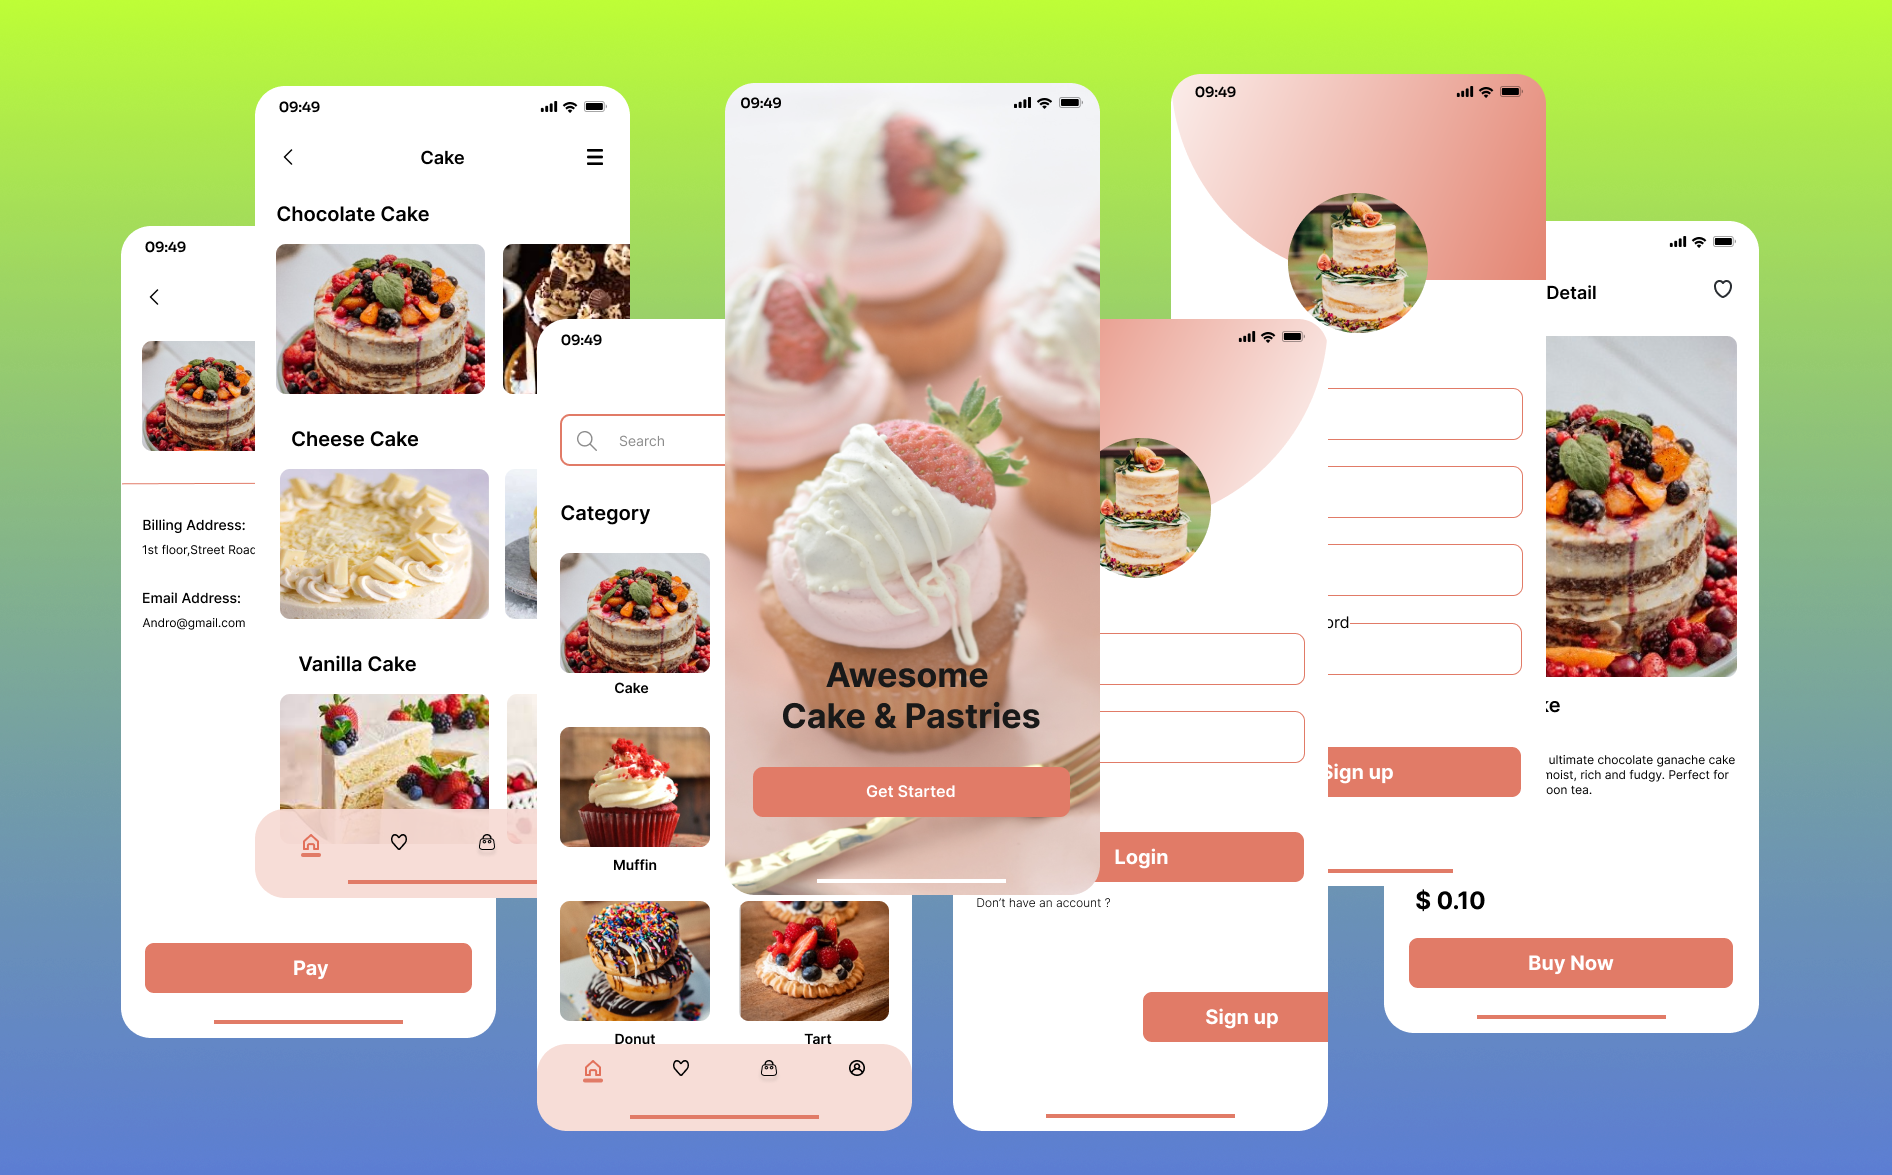 09:49
Billing Address:
1st floor,Street Road
Email Address:
Andro@gmail.com
Pay
09:49
Cake
Chocolate Cake
Cheese Cake
Vanilla Cake
09:49
Search
Category
Cake
Muffin
Donut
Tart
09:49
Awesome
Cake & Pastries
Get Started
Login
Don't have an account ?
Sign up
09:49
ord
Sign up
Detail
ke
ultimate chocolate ganache cake
moist, rich and fudgy. Perfect for
oon tea.
$ 0.10
Buy Now